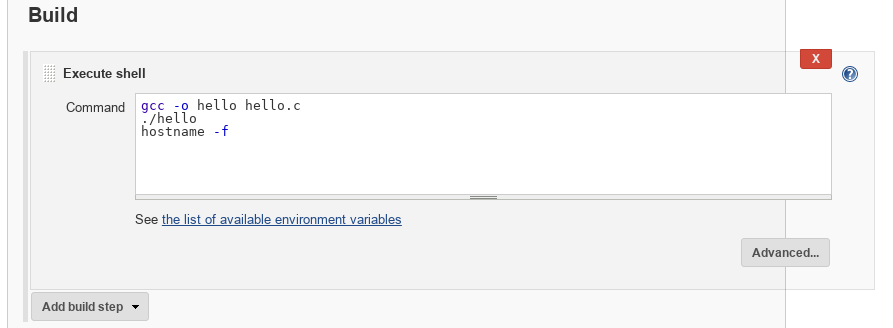 Build
Execute shell
X
?
Command
gcc -o hello hello.c
./hello
hostname -f
See the list of available environment variables
Advanced...
Add build step